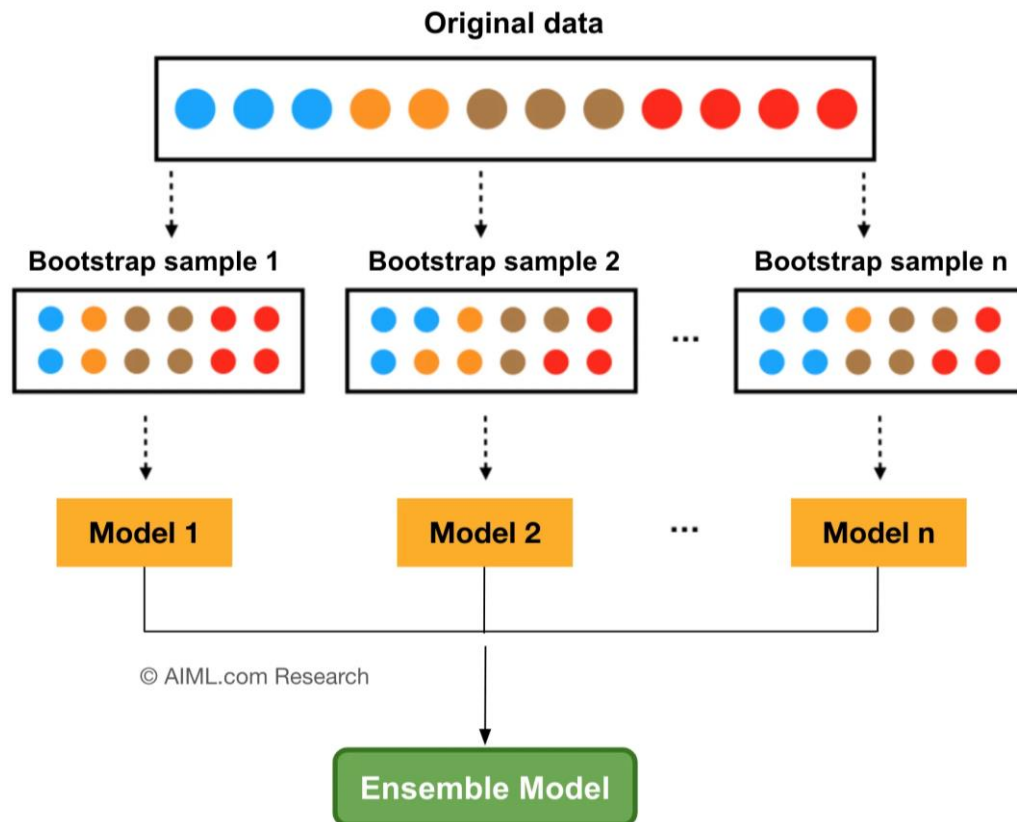 Original data
Bootstrap sample 1
Bootstrap sample 2
Bootstrap sample n
...
Model 1
Model 2
...
Model n
© AIML.com Research
Ensemble Model